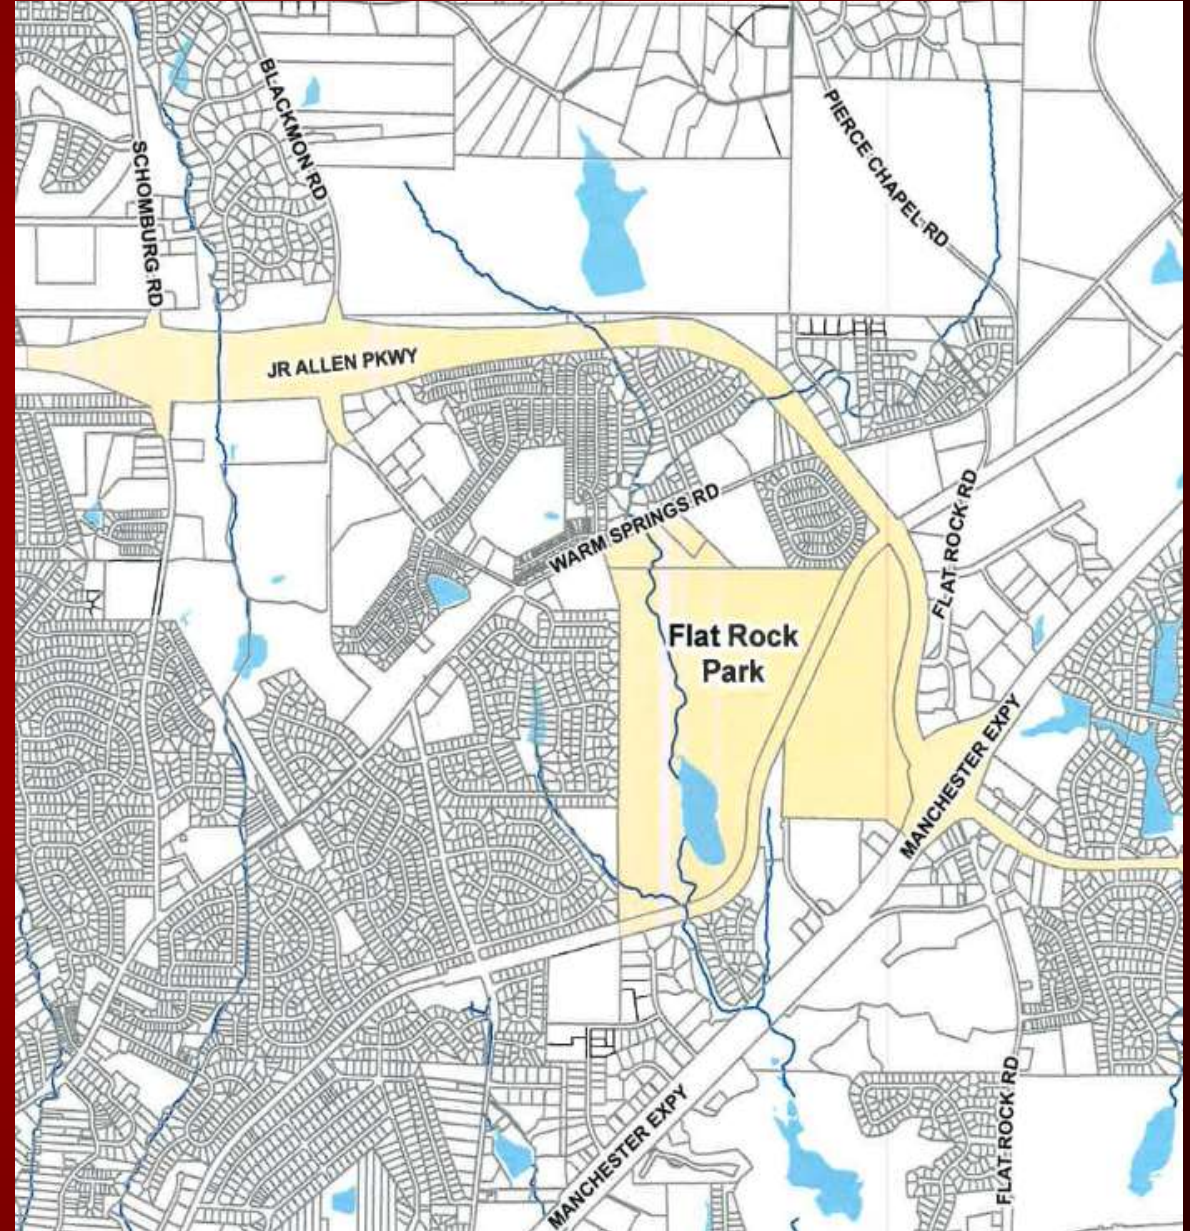 BLACKMON RD
PIERCE CHAPEL RD
SCHOMBURG RD
JR ALLEN PKWY
WARM SPRINGS RD
FLAT ROCK RD
Flat Rock
Park
MANCHESTER EXPY
MANCHESTER EXPY
FLAT ROCK RD